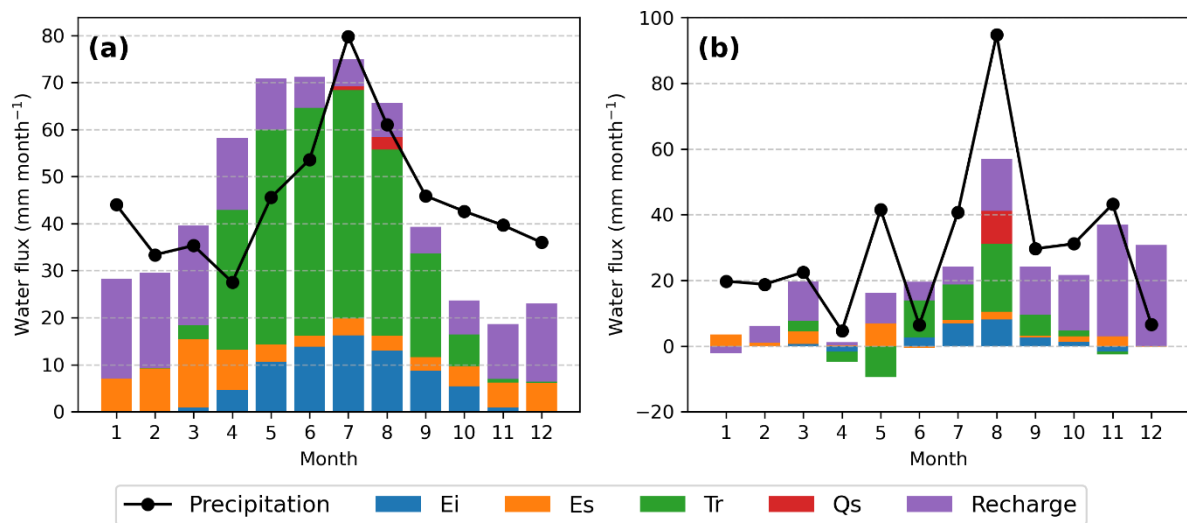 (a)
Water flux (mm month⁻¹)
80
70
60
50
40
30
20
10
0
1 2 3 4 5 6 7 8 9 10 11 12
Month
(b)
Water flux (mm month⁻¹)
100
80
60
40
20
0
−20
1 2 3 4 5 6 7 8 9 10 11 12
Month
Precipitation Ei Es Tr Qs Recharge